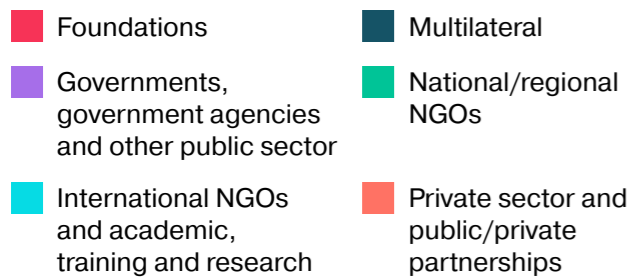 Foundations
Governments,
government agencies
and other public sector
International NGOs
and academic,
training and research
Multilateral
National/regional
NGOs
Private sector and
public/private
partnerships